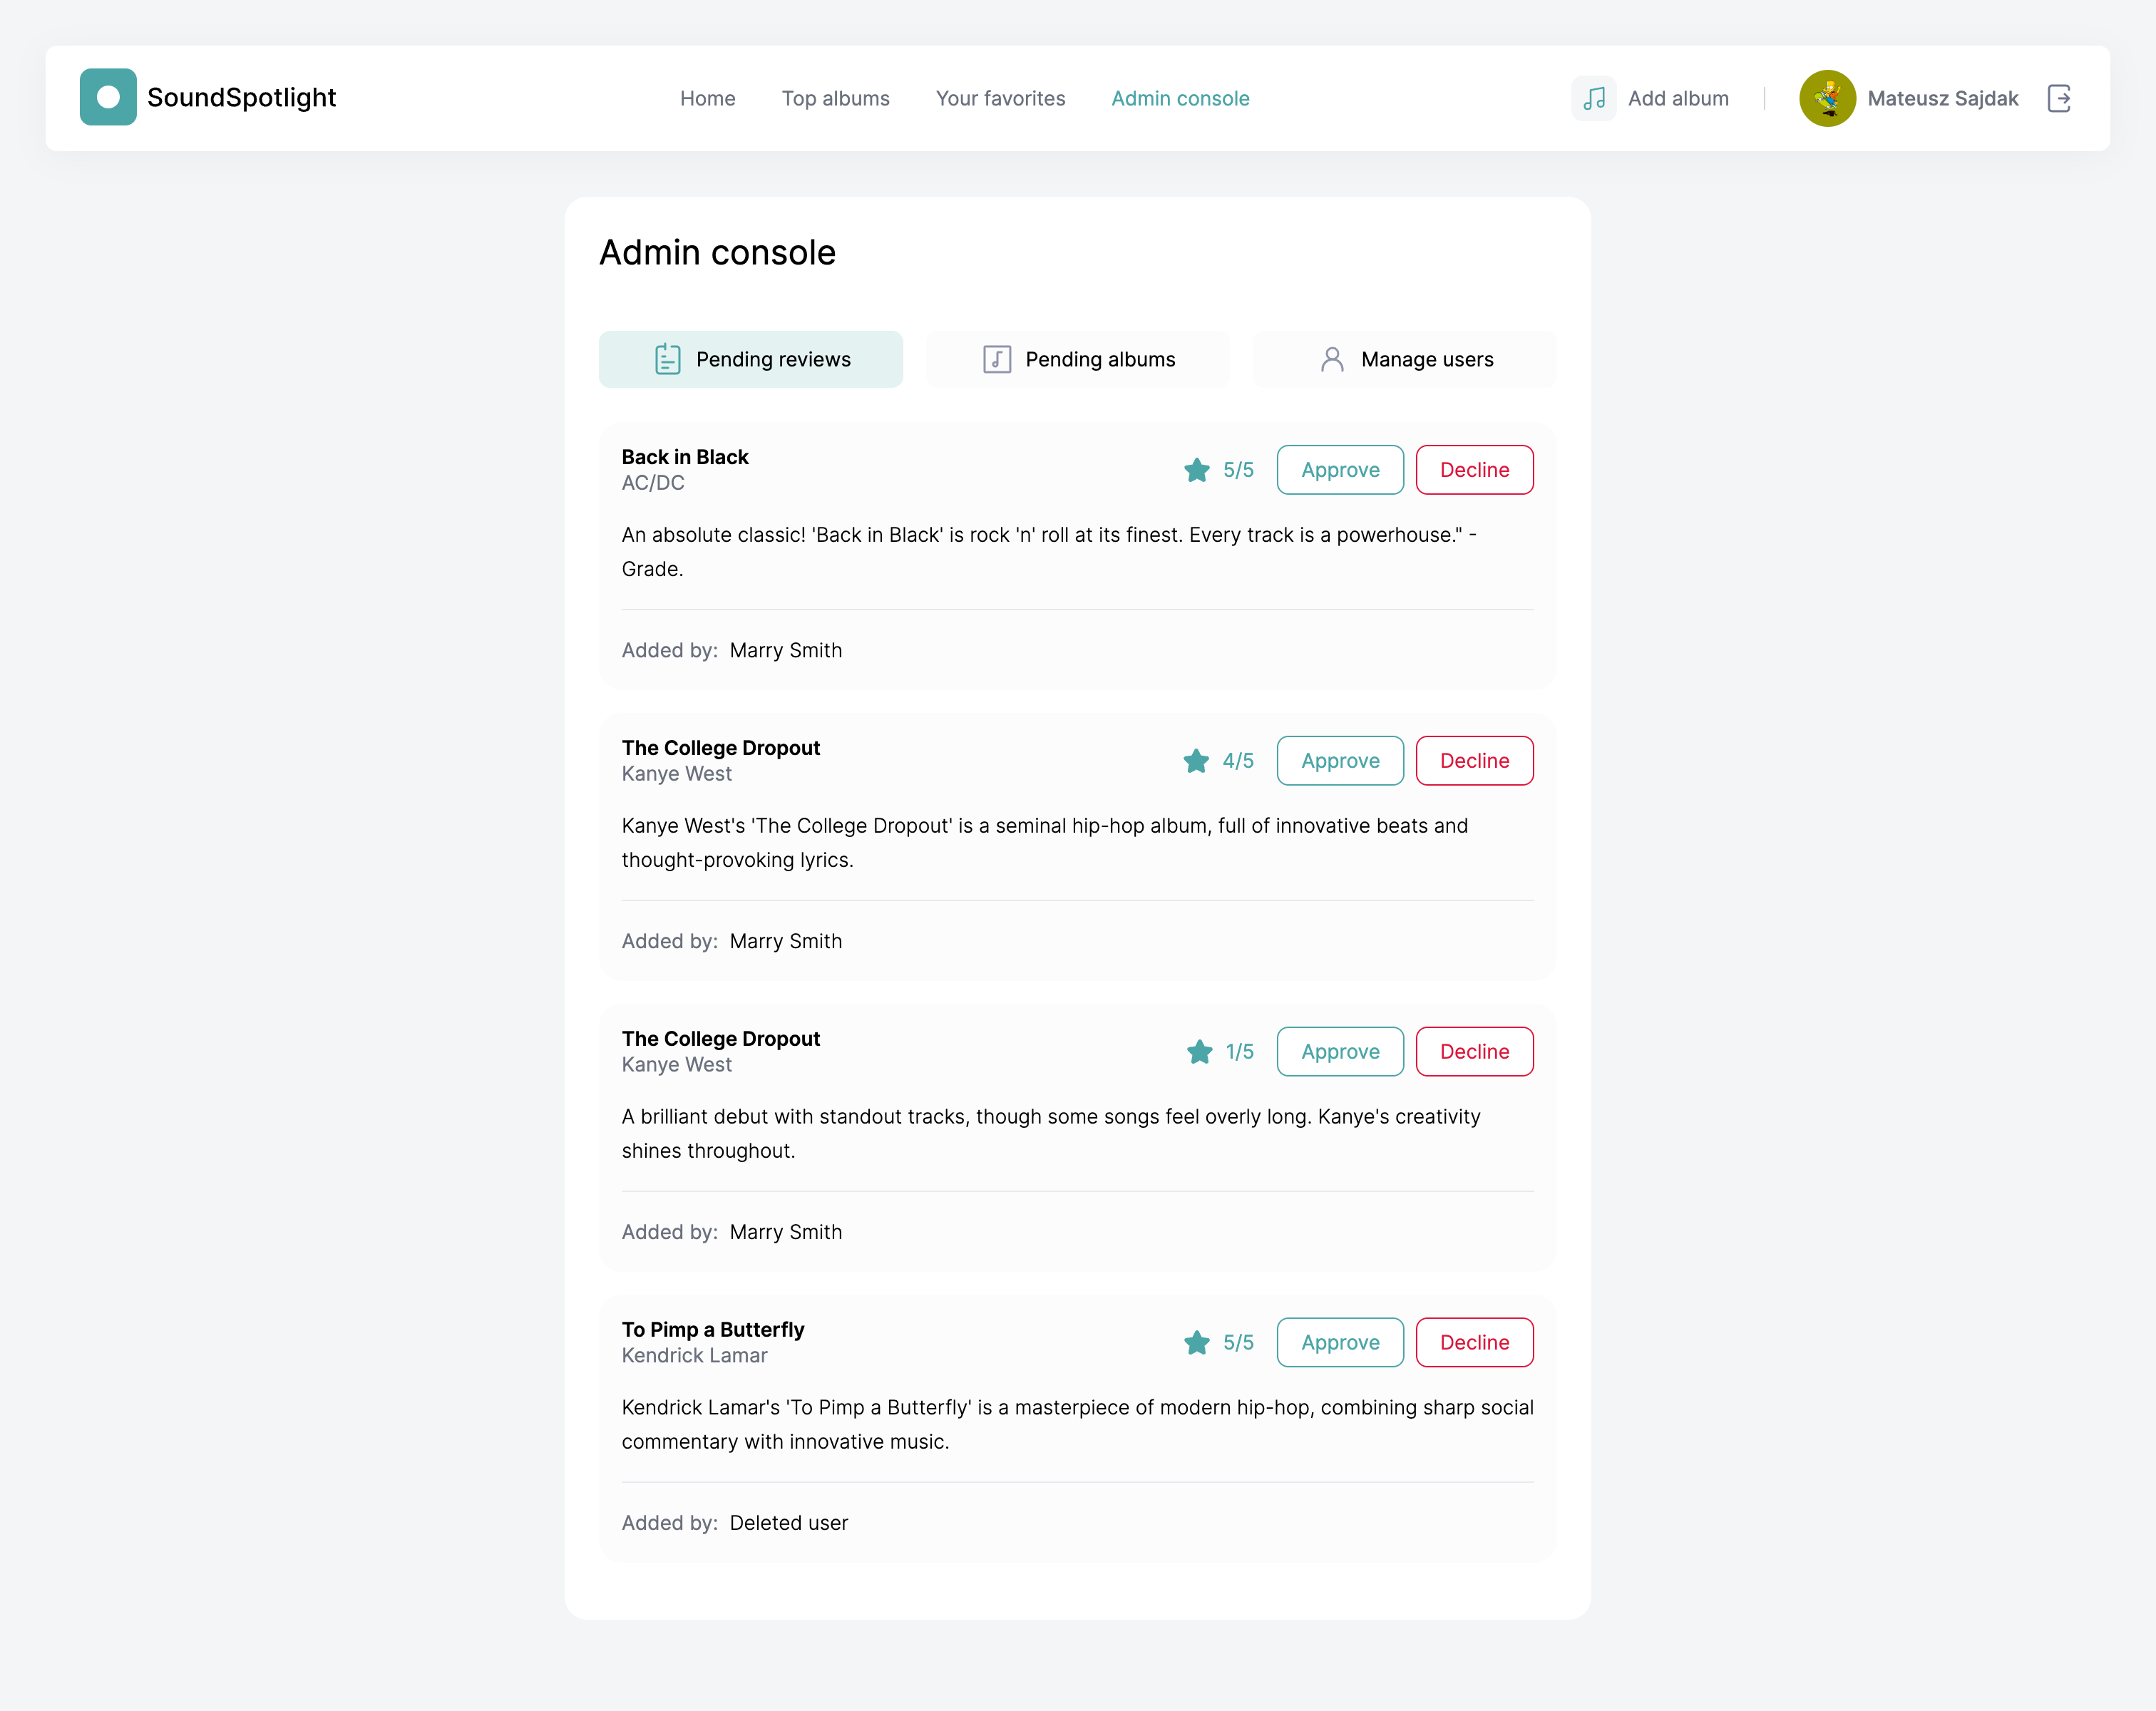 SoundSpotlight
Home Top albums Your favorites Admin console
Add album
Mateusz Sajdak
Admin console
Pending reviews Pending albums Manage users
Back in Black
AC/DC
5/5 Approve Decline
An absolute classic! 'Back in Black' is rock 'n' roll at its finest. Every track is a powerhouse." -
Grade.
Added by: Marry Smith
The College Dropout
Kanye West
4/5 Approve Decline
Kanye West's 'The College Dropout' is a seminal hip-hop album, full of innovative beats and
thought-provoking lyrics.
Added by: Marry Smith
The College Dropout
Kanye West
1/5 Approve Decline
A brilliant debut with standout tracks, though some songs feel overly long. Kanye's creativity
shines throughout.
Added by: Marry Smith
To Pimp a Butterfly
Kendrick Lamar
5/5 Approve Decline
Kendrick Lamar's 'To Pimp a Butterfly' is a masterpiece of modern hip-hop, combining sharp social
commentary with innovative music.
Added by: Deleted user